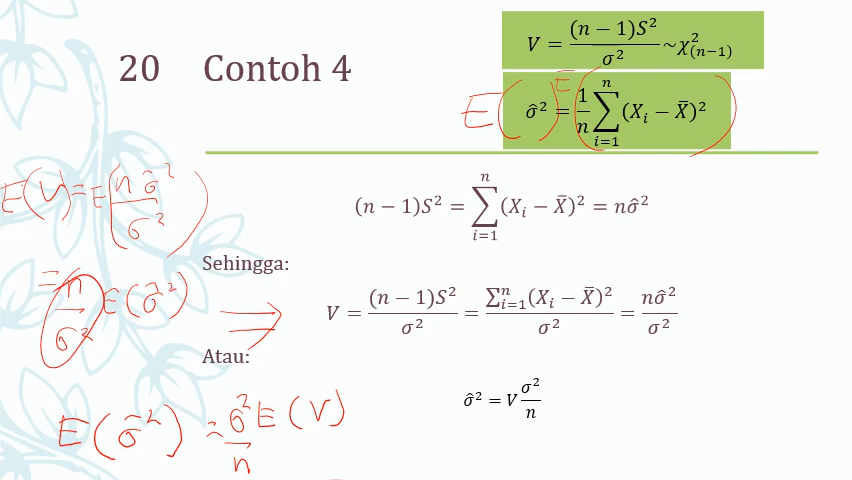 20 Contoh 4
V = (n − 1)S² / σ² ~ χ²₍ₙ₋₁₎
E( σ̂² ) = E( 1/n ∑ᵢ₌₁ⁿ (Xᵢ − X̄)² )
(n − 1)S² = ∑ᵢ₌₁ⁿ (Xᵢ − X̄)² = nσ̂²
E(V) = E( n σ̂² / σ² )
Sehingga:
= n/σ² E(σ̂²)
V = (n − 1)S² / σ² = ∑ᵢ₌₁ⁿ (Xᵢ − X̄)² / σ² = nσ̂² / σ²
Atau:
σ̂² = V σ²/n
E(σ̂²) = σ²/n E(V)